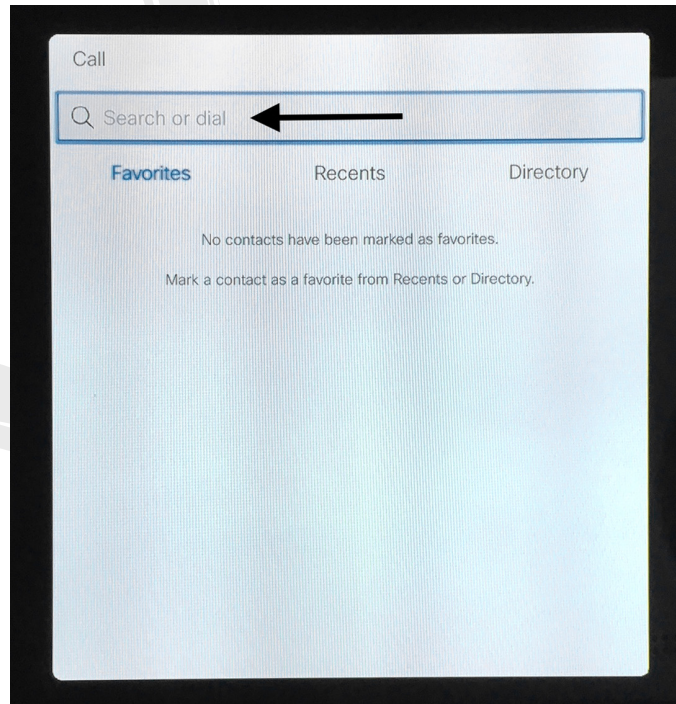 Call
Search or dial
Favorites Recents Directory
No contacts have been marked as favorites.
Mark a contact as a favorite from Recents or Directory.